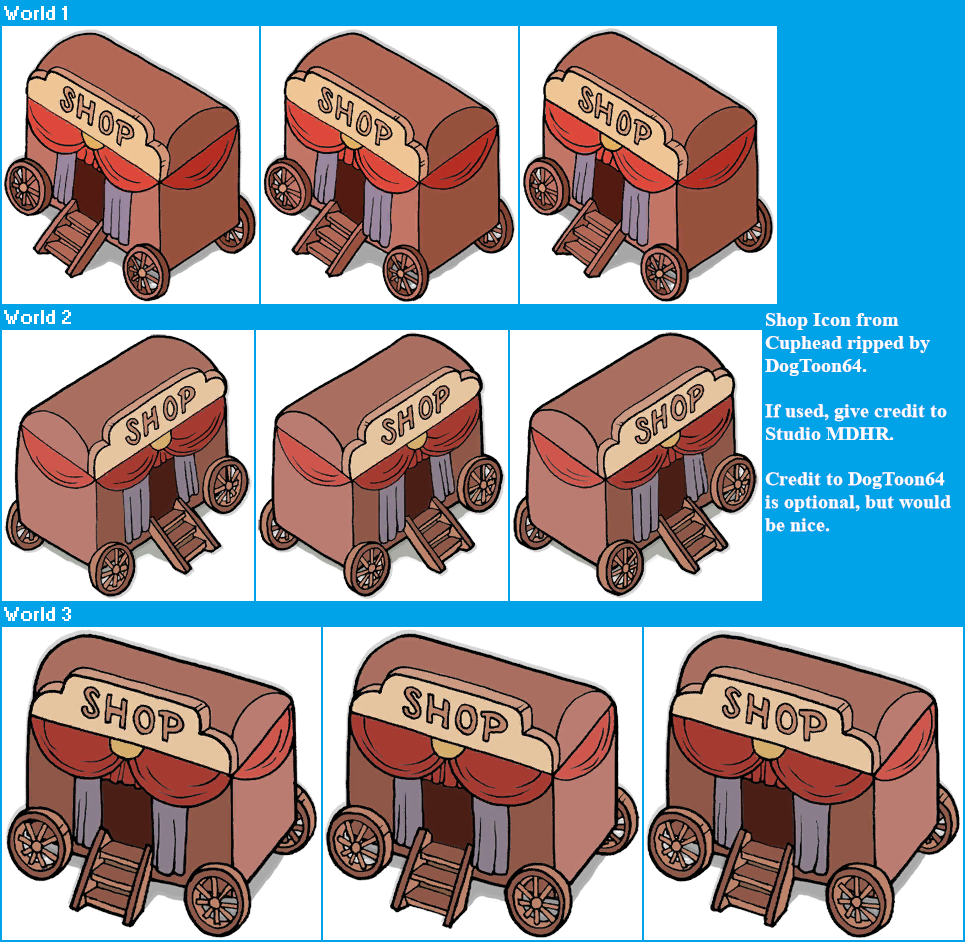 World 1
SHOP SHOP SHOP
World 2
SHOP SHOP SHOP
Shop Icon from
Cuphead ripped by
DogToon64.
If used, give credit to
Studio MDHR.
Credit to DogToon64
is optional, but would
be nice.
World 3
SHOP SHOP SHOP